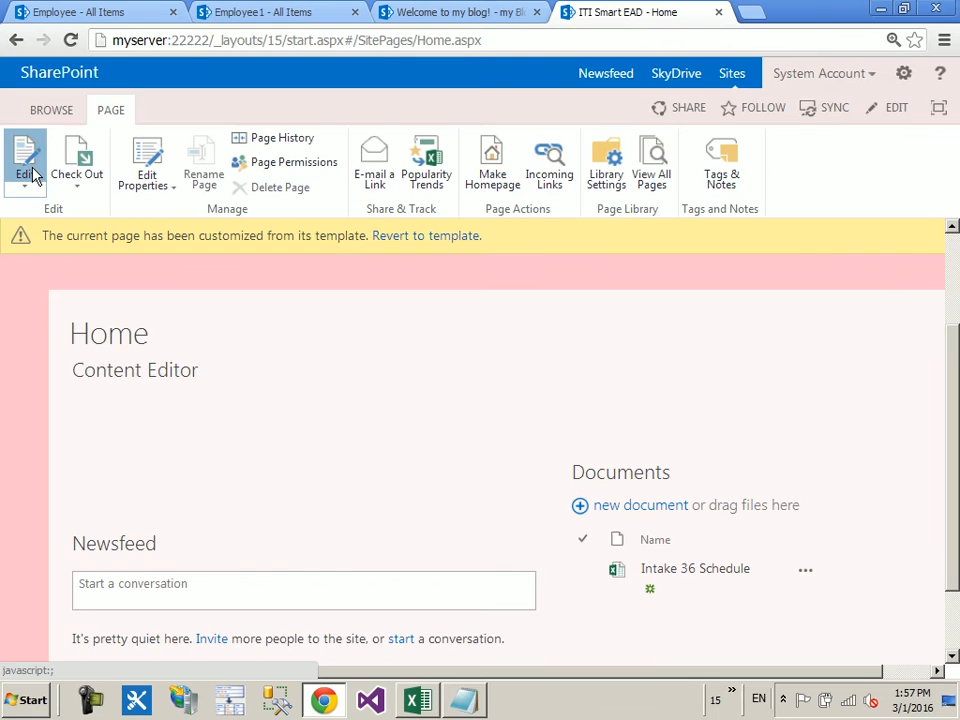 Employee - All Items
Employee1 - All Items
Welcome to my blog! - my Bl
ITI Smart EAD - Home
myserver:22222/_layouts/15/start.aspx#/SitePages/Home.aspx
SharePoint
Newsfeed
SkyDrive
Sites
System Account
?
BROWSE
PAGE
SHARE
FOLLOW
SYNC
EDIT
Edit
Check Out
Edit
Properties
Rename
Page
Page History
Page Permissions
Delete Page
E-mail a
Link
Popularity
Trends
Make
Homepage
Incoming
Links
Library
Settings
View All
Pages
Tags &
Notes
Edit
Manage
Share & Track
Page Actions
Page Library
Tags and Notes
The current page has been customized from its template. Revert to template.
Home
Content Editor
Documents
new document or drag files here
Name
Intake 36 Schedule
Newsfeed
Start a conversation
It's pretty quiet here. Invite more people to the site, or start a conversation.
javascript:;
Start
15
EN
1:57 PM
3/1/2016